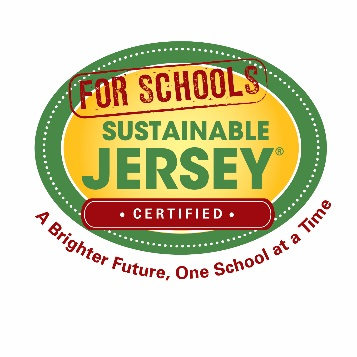 FOR SCHOOLS
SUSTAINABLE
JERSEY®
• CERTIFIED •
A Brighter Future, One School at a Time